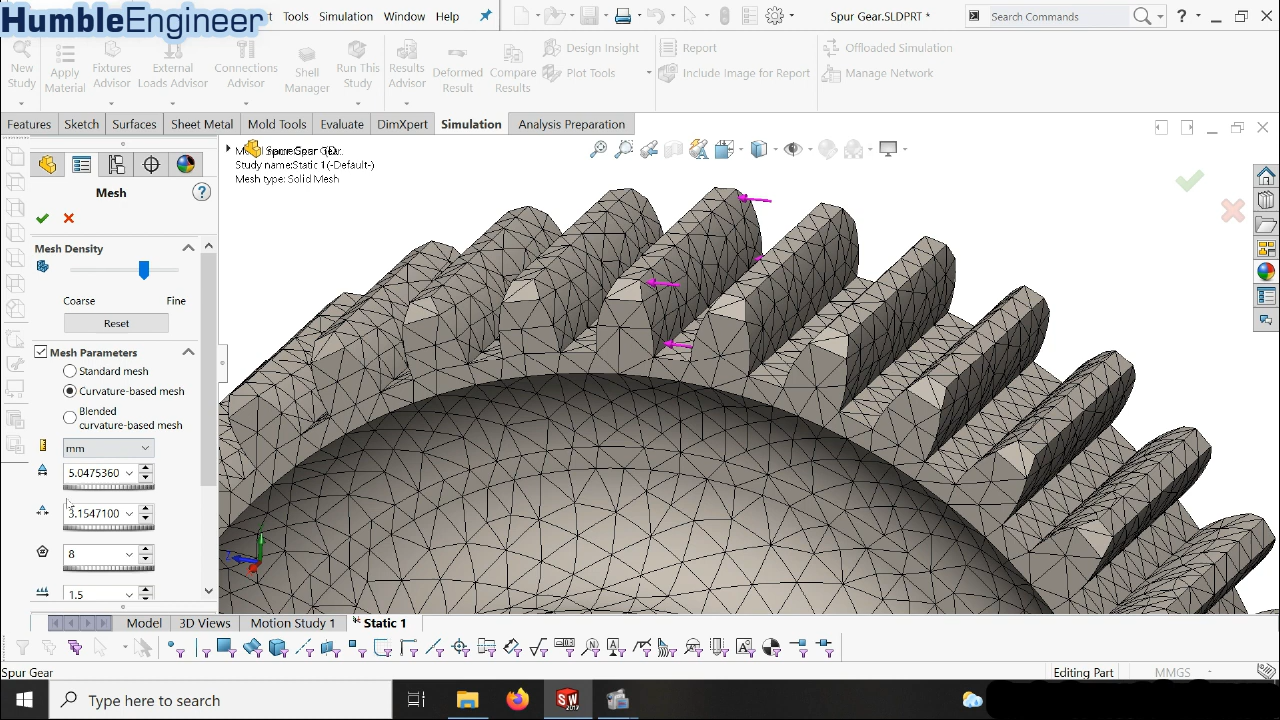 HumbleEngineer
Tools Simulation Window Help
Spur Gear.SLDPRT *
Search Commands
?
New Study
Apply Material
Fixtures Advisor
External Loads Advisor
Connections Advisor
Shell Manager
Run This Study
Results Advisor
Deformed Result
Compare Results
Design Insight
Plot Tools
Report
Include Image for Report
Offloaded Simulation
Manage Network
Features Sketch Surfaces Sheet Metal Mold Tools Evaluate DimXpert Simulation Analysis Preparation
Study name:Static 1(-Default-)
Mesh type: Solid Mesh
Mesh
?
Mesh Density
Coarse Fine
Reset
Mesh Parameters
Standard mesh
Curvature-based mesh
Blended
curvature-based mesh
mm
5.0475360
3.1547100
8
1.5
Z
Model 3D Views Motion Study 1 Static 1
Spur Gear
Editing Part MMGS
Type here to search
SW
2019